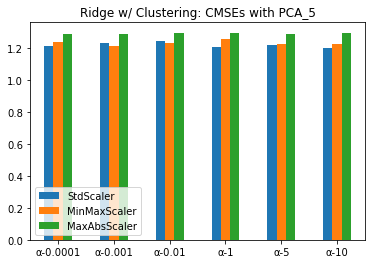 Ridge w/ Clustering: CMSEs with PCA_5
1.2
1.0
0.8
0.6
0.4
0.2
0.0
StdScaler
MinMaxScaler
MaxAbsScaler
α-0.0001 α-0.001 α-0.01 α-1 α-5 α-10